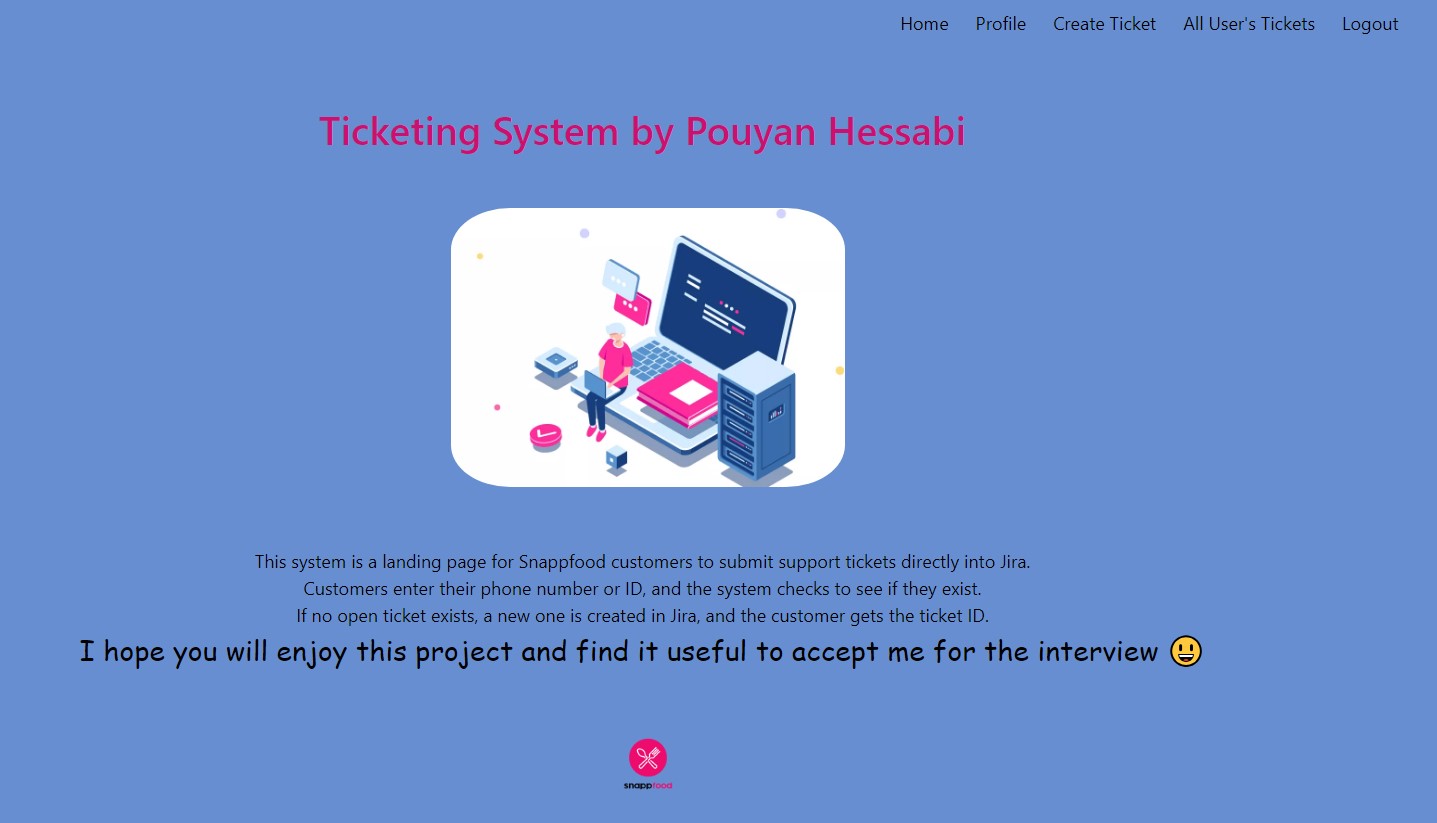 Home Profile Create Ticket All User's Tickets Logout
Ticketing System by Pouyan Hessabi
This system is a landing page for Snappfood customers to submit support tickets directly into Jira.
Customers enter their phone number or ID, and the system checks to see if they exist.
If no open ticket exists, a new one is created in Jira, and the customer gets the ticket ID.
I hope you will enjoy this project and find it useful to accept me for the interview 😃
snappfood